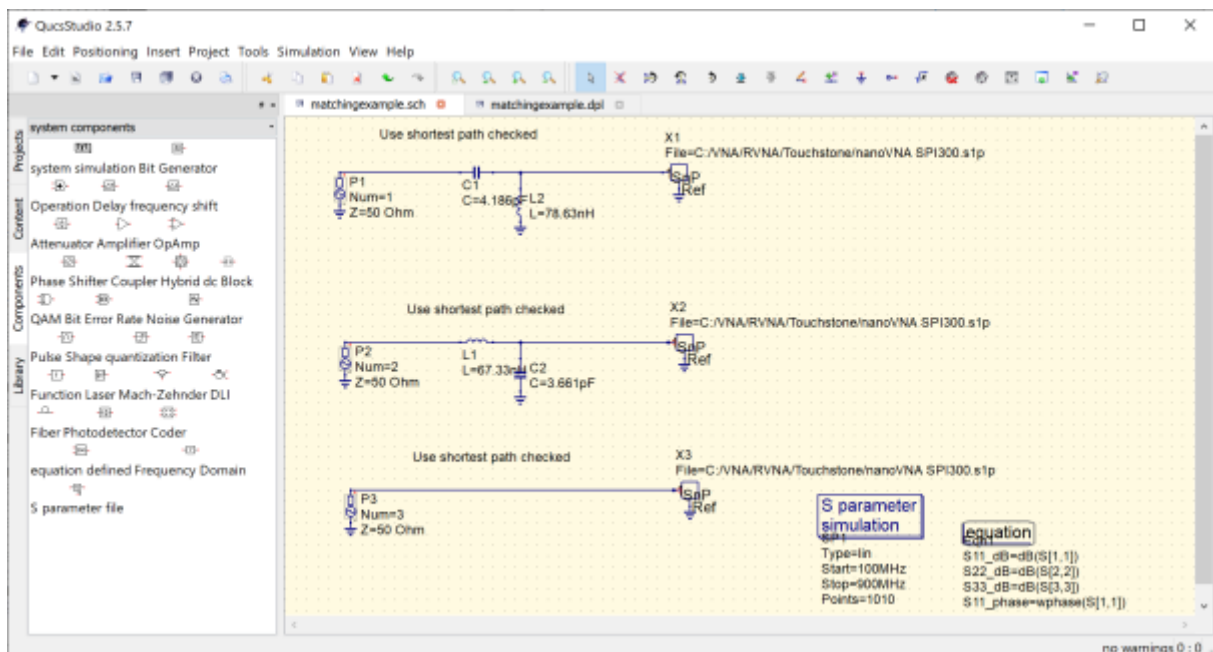 QucsStudio 2.5.7
File Edit Positioning Insert Project Tools Simulation View Help
matchingexample.sch
matchingexample.dpl
Projects
Content
Components
Library
system components
system simulation Bit Generator
Operation Delay frequency shift
Attenuator Amplifier OpAmp
Phase Shifter Coupler Hybrid dc Block
QAM Bit Error Rate Noise Generator
Pulse Shape quantization Filter
Function Laser Mach-Zehnder DLI
Fiber Photodetector Coder
equation defined Frequency Domain
S parameter file
Use shortest path checked
X1
File=C:/VNA/RVNA/Touchstone/nanoVNA SPI300.s1p
P1
Num=1
Z=50 Ohm
C1
C=4.186p
L2
L=78.63nH
SnP
Ref
Use shortest path checked
X2
File=C:/VNA/RVNA/Touchstone/nanoVNA SPI300.s1p
P2
Num=2
Z=50 Ohm
L1
L=67.33n
C2
C=3.661pF
SnP
Ref
Use shortest path checked
X3
File=C:/VNA/RVNA/Touchstone/nanoVNA SPI300.s1p
P3
Num=3
Z=50 Ohm
SnP
Ref
S parameter
simulation
SP1
Type=lin
Start=100MHz
Stop=900MHz
Points=1010
equation
Eqn1
S11_dB=dB(S[1,1])
S22_dB=dB(S[2,2])
S33_dB=dB(S[3,3])
S11_phase=wphase(S[1,1])
no warnings 0 : 0